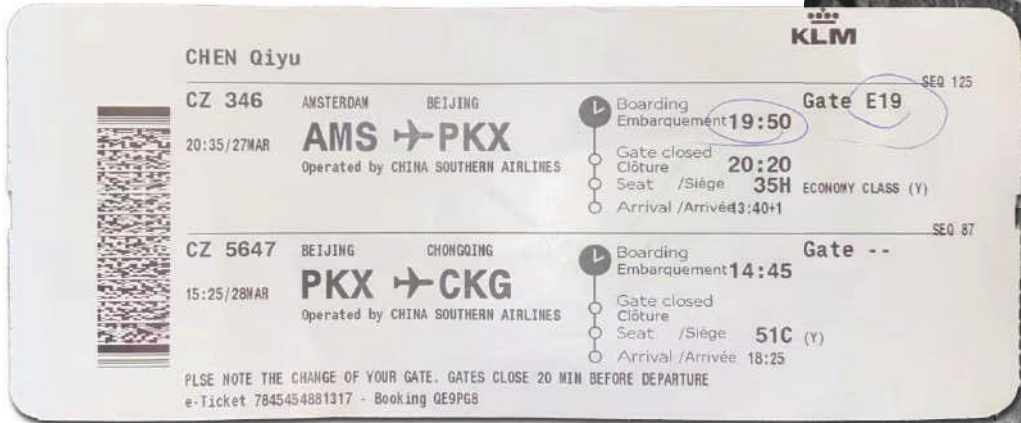 KLM
CHEN Qiyu
SEQ 125
CZ 346 AMSTERDAM BEIJING Boarding Gate E19
Embarquement 19:50
20:35/27MAR AMS PKX
Operated by CHINA SOUTHERN AIRLINES
Gate closed
Clôture 20:20
Seat /Siège 35H ECONOMY CLASS (Y)
Arrival /Arrivée 13:40+1
SEQ 87
CZ 5647 BEIJING CHONGQING Boarding Gate --
Embarquement 14:45
15:25/28MAR PKX CKG
Operated by CHINA SOUTHERN AIRLINES
Gate closed
Clôture
Seat /Siège 51C (Y)
Arrival /Arrivée 18:25
PLSE NOTE THE CHANGE OF YOUR GATE. GATES CLOSE 20 MIN BEFORE DEPARTURE
e-Ticket 7845454881317 - Booking QE9PG8